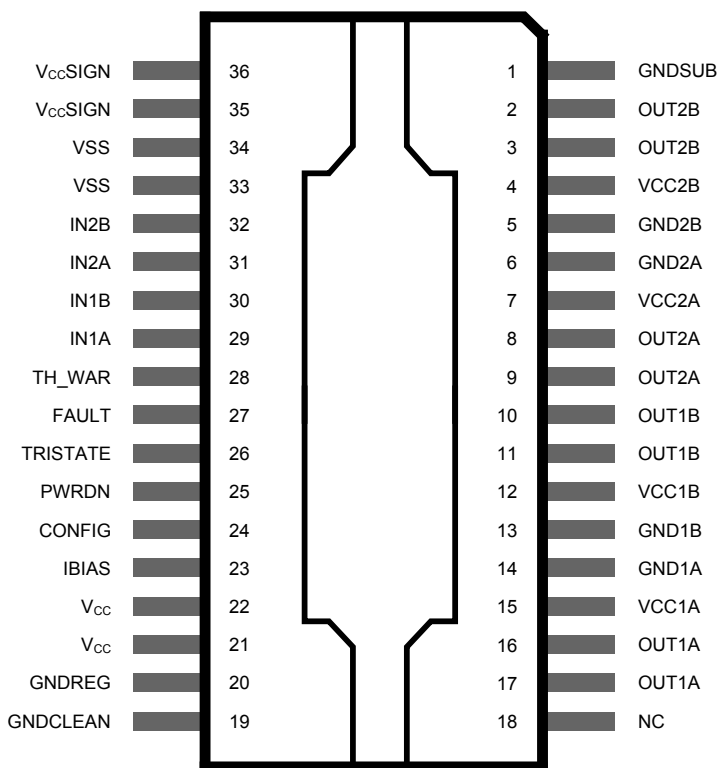 VCCSIGN 36 1 GNDSUB
VCCSIGN 35 2 OUT2B
VSS 34 3 OUT2B
VSS 33 4 VCC2B
IN2B 32 5 GND2B
IN2A 31 6 GND2A
IN1B 30 7 VCC2A
IN1A 29 8 OUT2A
TH_WAR 28 9 OUT2A
FAULT 27 10 OUT1B
TRISTATE 26 11 OUT1B
PWRDN 25 12 VCC1B
CONFIG 24 13 GND1B
IBIAS 23 14 GND1A
VCC 22 15 VCC1A
VCC 21 16 OUT1A
GNDREG 20 17 OUT1A
GNDCLEAN 19 18 NC